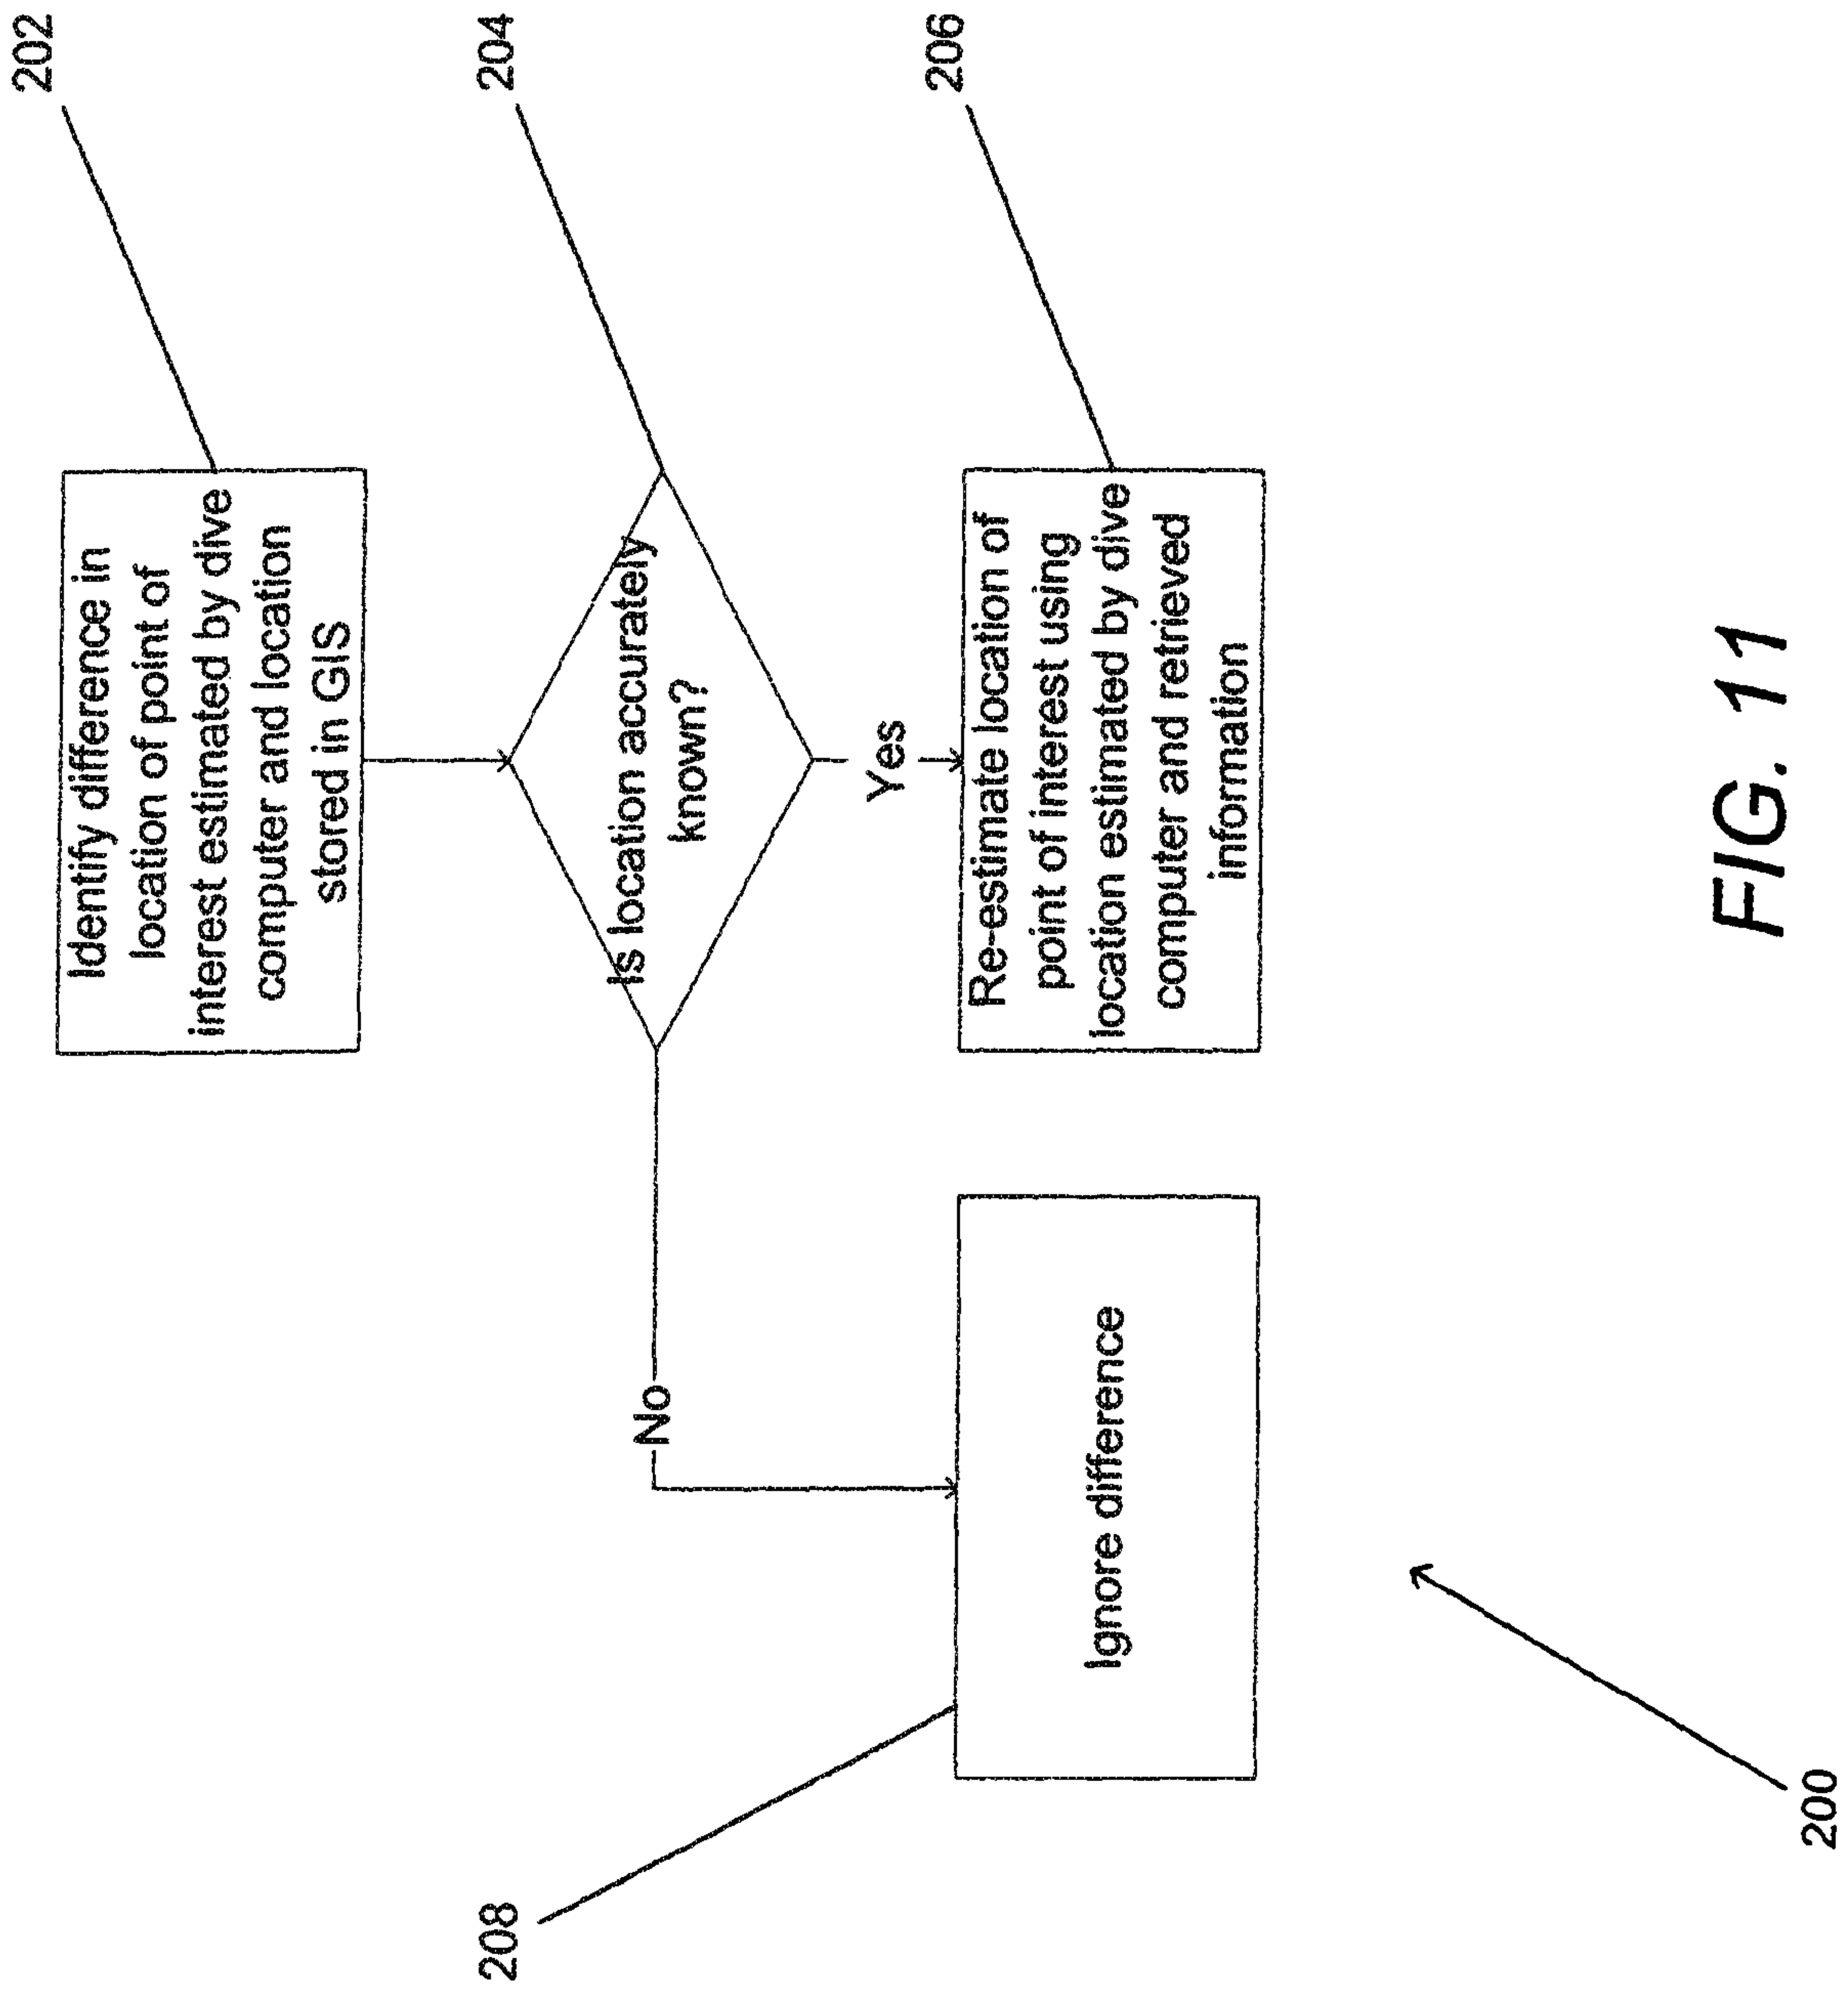 Identify difference in
location of point of
interest estimated by dive
computer and location
stored in GIS
202
Is location accurately
known?
204
No
Yes
Re-estimate location of
point of interest using
location estimated by dive
computer and retrieved
information
206
Ignore difference
208
200
FIG. 11